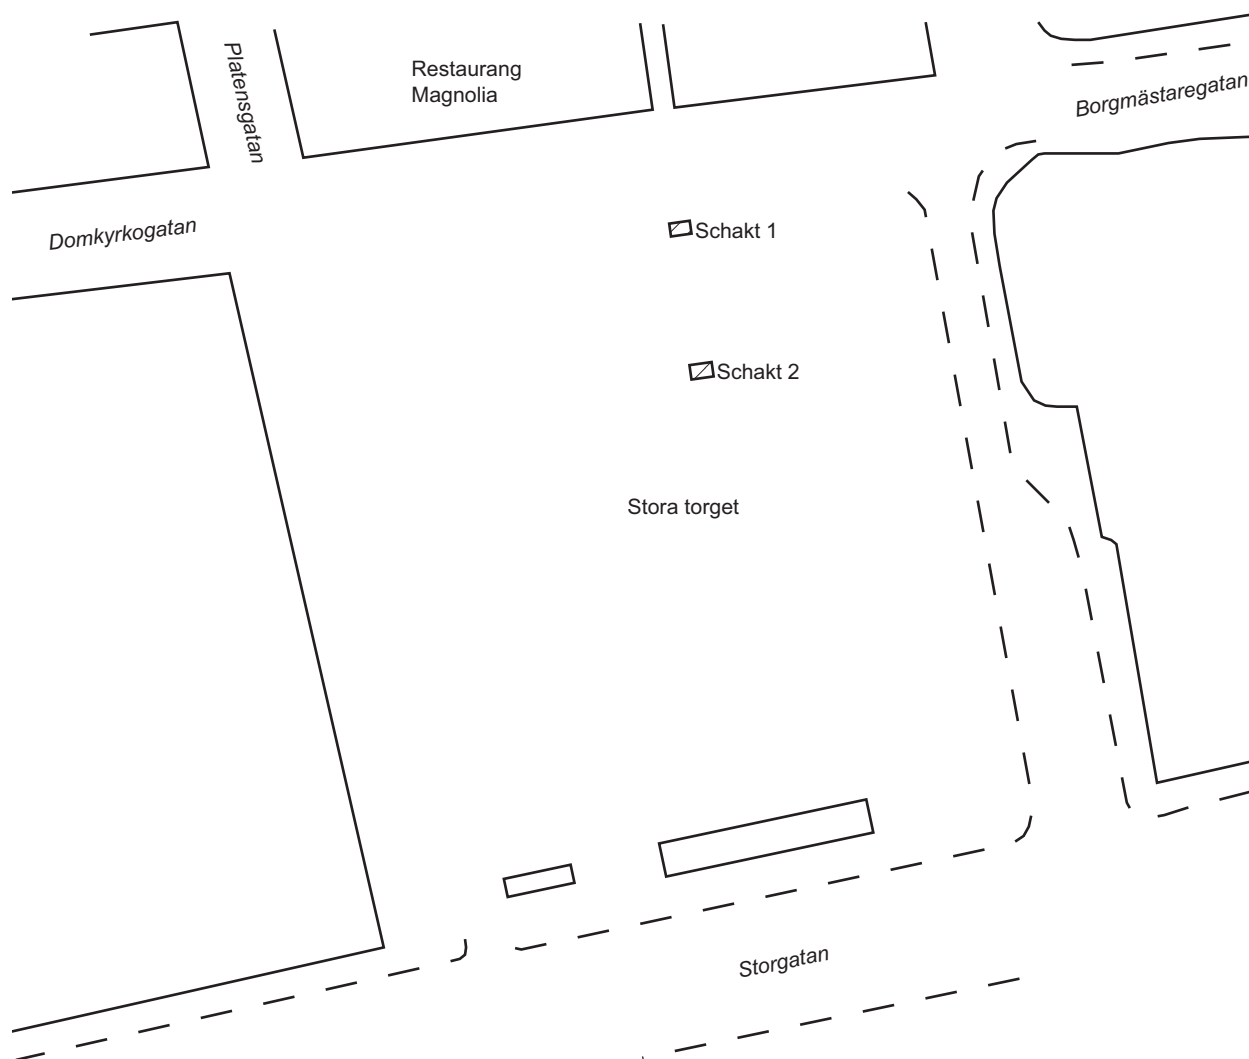 Platensgatan
Restaurang
Magnolia
Borgmästaregatan
Domkyrkogatan
Schakt 1
Schakt 2
Stora torget
Storgatan